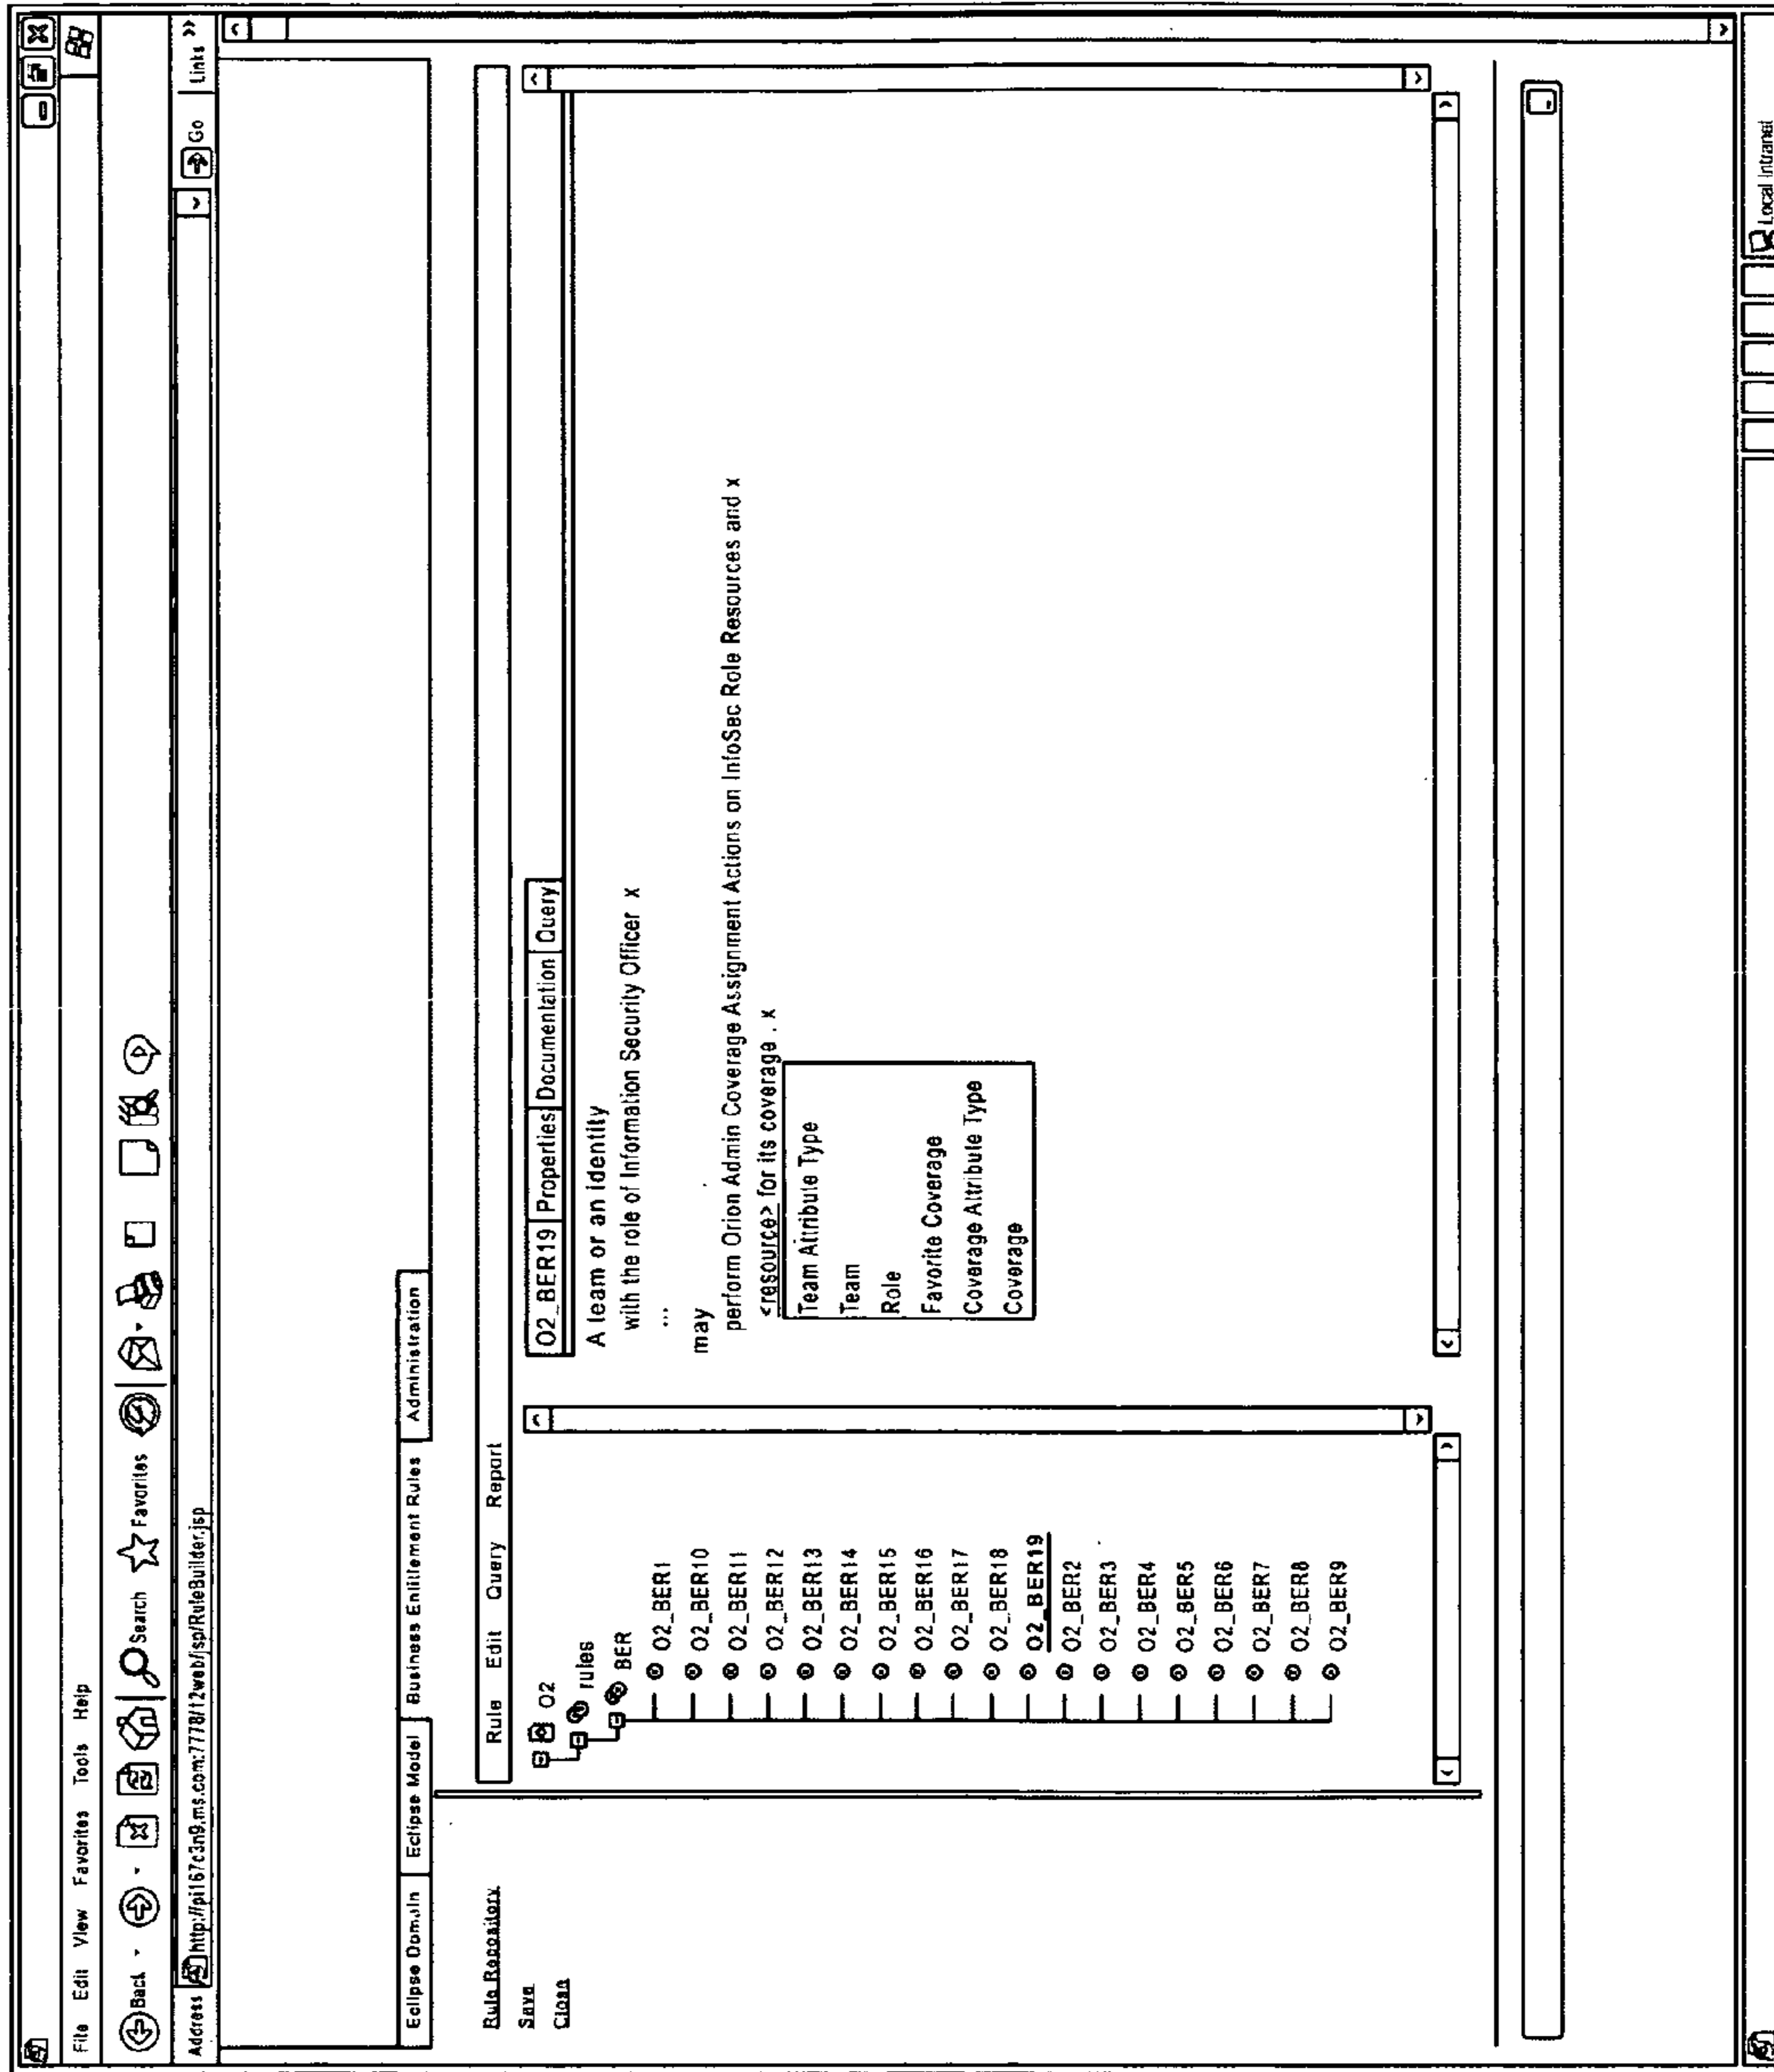 File Edit View Favorites Tools Help
Back Search Favorites
Address http://pi167c3n9.ms.com:7778/12web/jsp/RuleBuilder.jsp Go Links »
Eclipse Domain Eclipse Model Business Entitlement Rules Administration
Rule Repository
Save
Close
Rule Edit Query Report
O2
rules
BER
O2_BER1
O2_BER10
O2_BER11
O2_BER12
O2_BER13
O2_BER14
O2_BER15
O2_BER16
O2_BER17
O2_BER18
O2_BER19
O2_BER2
O2_BER3
O2_BER4
O2_BER5
O2_BER6
O2_BER7
O2_BER8
O2_BER9
O2_BER19 Properties Documentation Query
A team or an identity
with the role of Information Security Officer x
...
may
perform Orion Admin Coverage Assignment Actions on InfoSec Role Resources and x
<resource> for its coverage . x
Team Attribute Type
Team
Role
Favorite Coverage
Coverage Attribute Type
Coverage
Local intranet